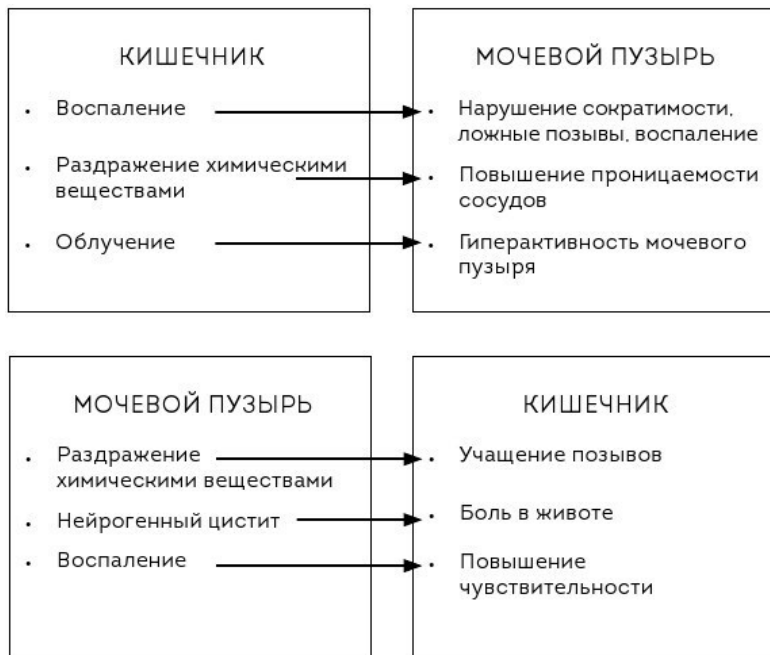 КИШЕЧНИК
• Воспаление
• Раздражение химическими
веществами
• Облучение
МОЧЕВОЙ ПУЗЫРЬ
• Нарушение сократимости,
ложные позывы, воспаление
• Повышение проницаемости
сосудов
• Гиперактивность мочевого
пузыря
МОЧЕВОЙ ПУЗЫРЬ
• Раздражение
химическими веществами
• Нейрогенный цистит
• Воспаление
КИШЕЧНИК
• Учащение позывов
• Боль в животе
• Повышение
чувствительности